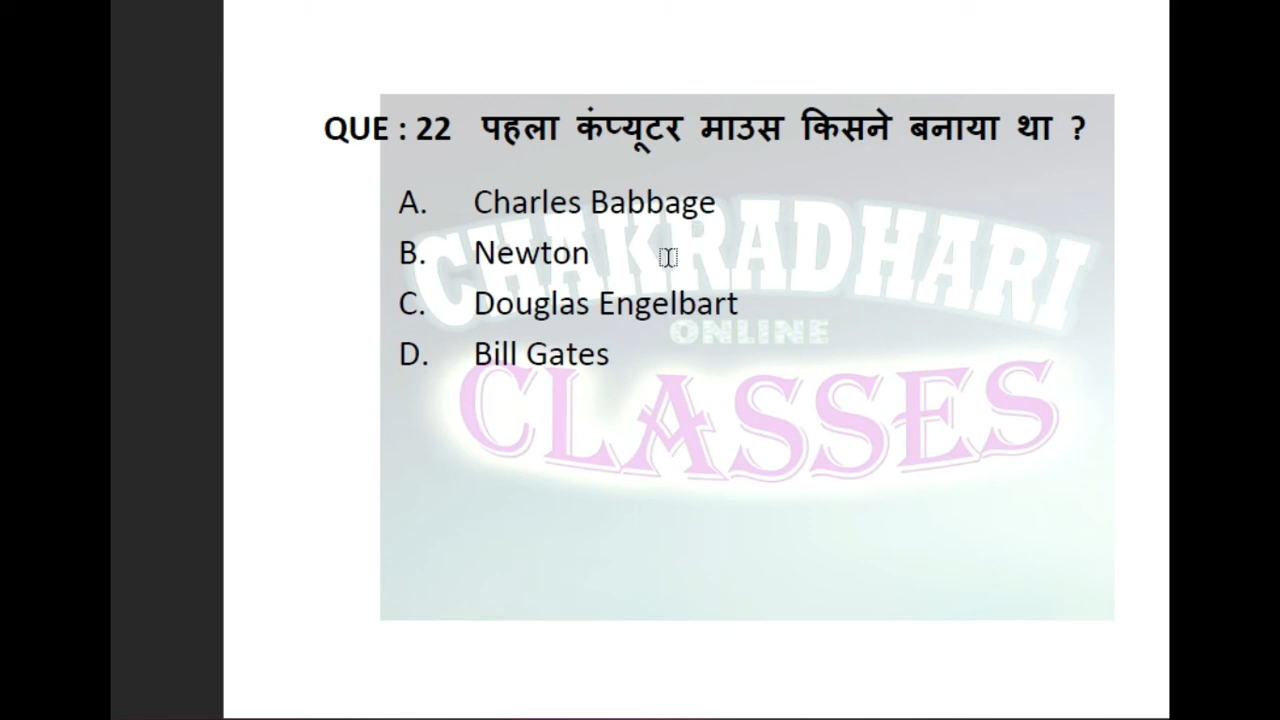 QUE : 22 पहला कंप्यूटर माउस किसने बनाया था ?
A. Charles Babbage
B. Newton
C. Douglas Engelbart
D. Bill Gates
CHAKRADHARI
ONLINE
CLASSES